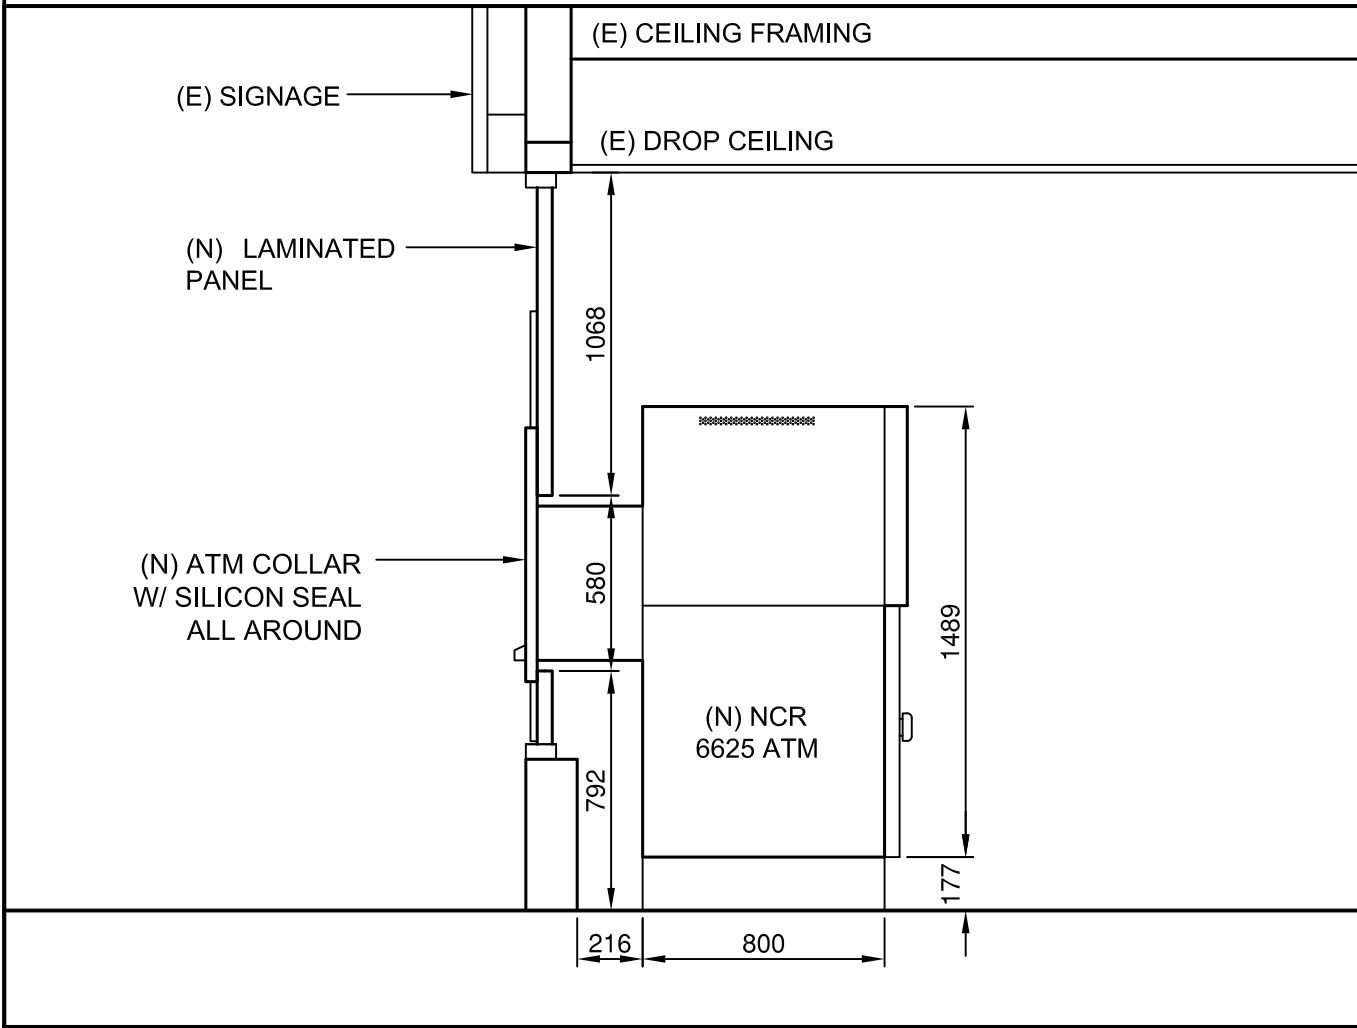 (E) CEILING FRAMING
(E) SIGNAGE
(E) DROP CEILING
(N) LAMINATED
PANEL
1068
(N) ATM COLLAR
W/ SILICON SEAL
ALL AROUND
580
1489
(N) NCR
6625 ATM
792
177
216
800